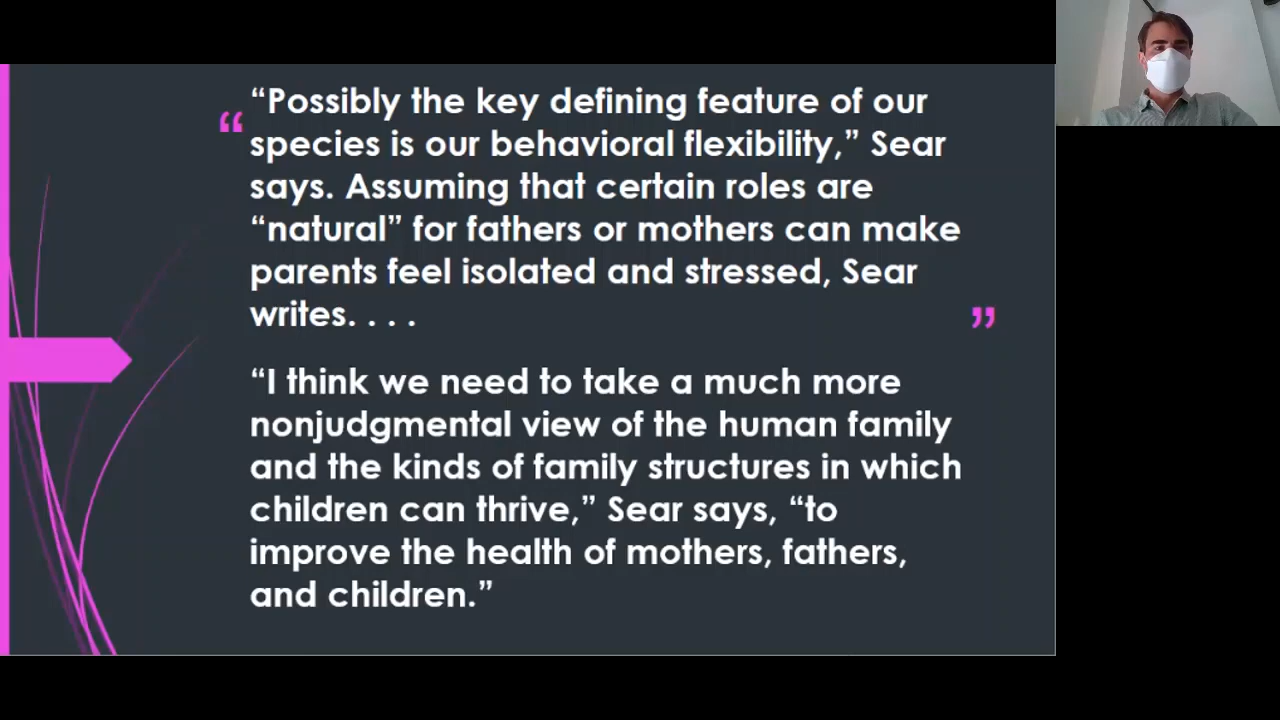 “Possibly the key defining feature of our
“
species is our behavioral flexibility,” Sear
says. Assuming that certain roles are
“natural” for fathers or mothers can make
parents feel isolated and stressed, Sear
writes. . . .
”
“I think we need to take a much more
nonjudgmental view of the human family
and the kinds of family structures in which
children can thrive,” Sear says, “to
improve the health of mothers, fathers,
and children.”